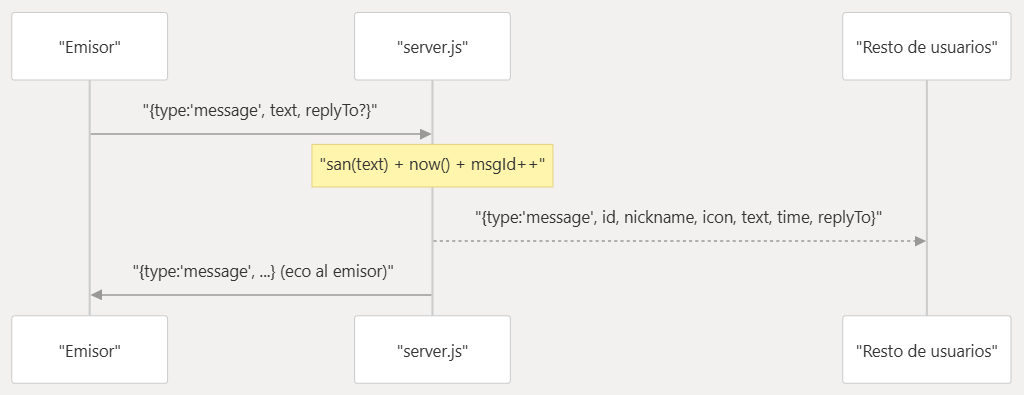 "Emisor"
"server.js"
"Resto de usuarios"
"{type:'message', text, replyTo?}"
"san(text) + now() + msgId++"
"{type:'message', id, nickname, icon, text, time, replyTo}"
"{type:'message', ...} (eco al emisor)"
"Emisor"
"server.js"
"Resto de usuarios"